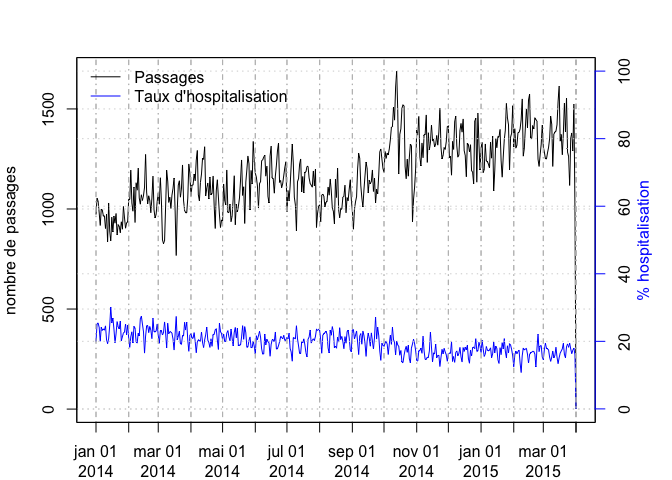 Passages
Taux d'hospitalisation
nombre de passages
0
500
1000
1500
% hospitalisation
0
20
40
60
80
100
jan 01 mar 01 mai 01 jul 01 sep 01 nov 01 jan 01 mar 01
2014 2014 2014 2014 2014 2014 2015 2015